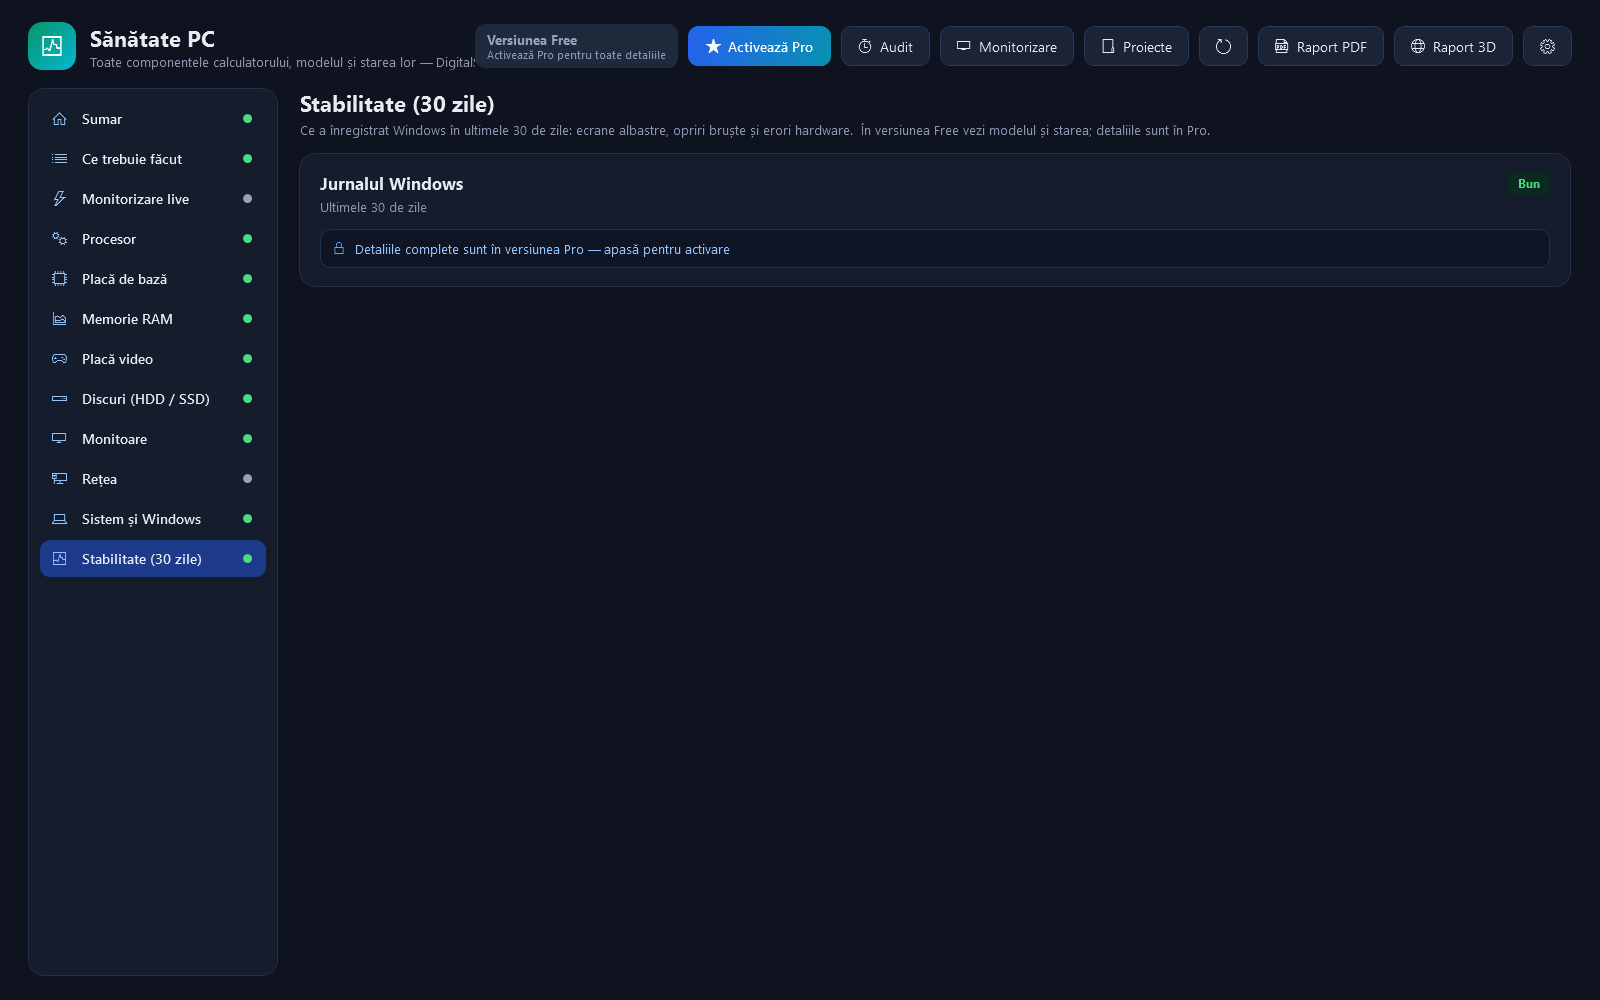 Sănătate PC
Toate componentele calculatorului, modelul și starea lor — Digital
Versiunea Free
Activează Pro pentru toate detaliile
Activează Pro
Audit
Monitorizare
Proiecte
Raport PDF
Raport 3D
Sumar
Ce trebuie făcut
Monitorizare live
Procesor
Placă de bază
Memorie RAM
Placă video
Discuri (HDD / SSD)
Monitoare
Rețea
Sistem și Windows
Stabilitate (30 zile)
Stabilitate (30 zile)
Ce a înregistrat Windows în ultimele 30 de zile: ecrane albastre, opriri bruște și erori hardware. În versiunea Free vezi modelul și starea; detaliile sunt în Pro.
Jurnalul Windows
Bun
Ultimele 30 de zile
Detaliile complete sunt în versiunea Pro — apasă pentru activare